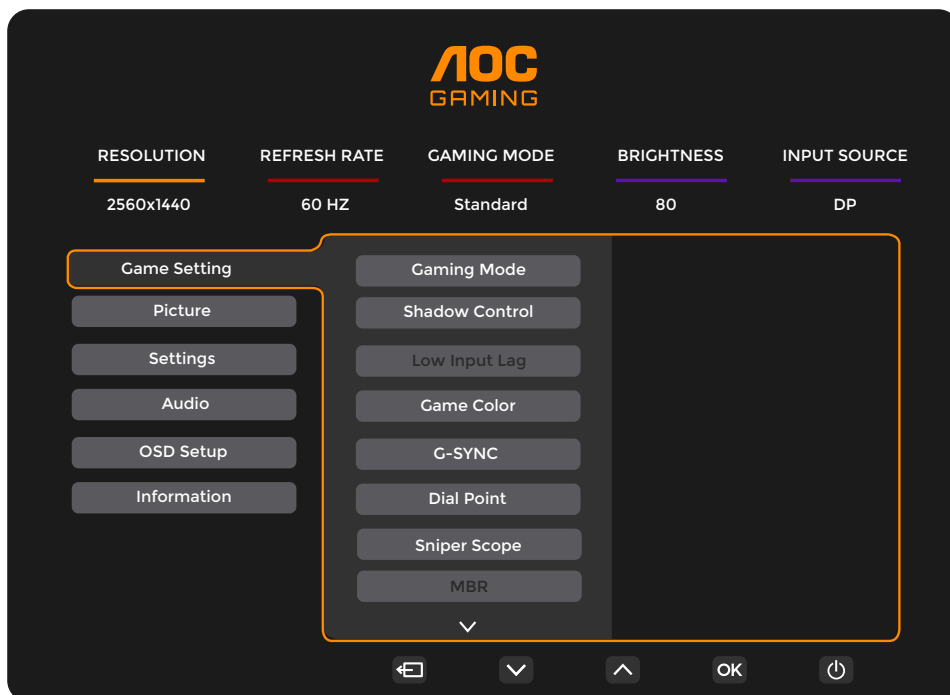 AOC
GAMING
RESOLUTION REFRESH RATE GAMING MODE BRIGHTNESS INPUT SOURCE
2560x1440 60 HZ Standard 80 DP
Game Setting
Picture
Settings
Audio
OSD Setup
Information
Gaming Mode
Shadow Control
Low Input Lag
Game Color
G-SYNC
Dial Point
Sniper Scope
MBR
OK